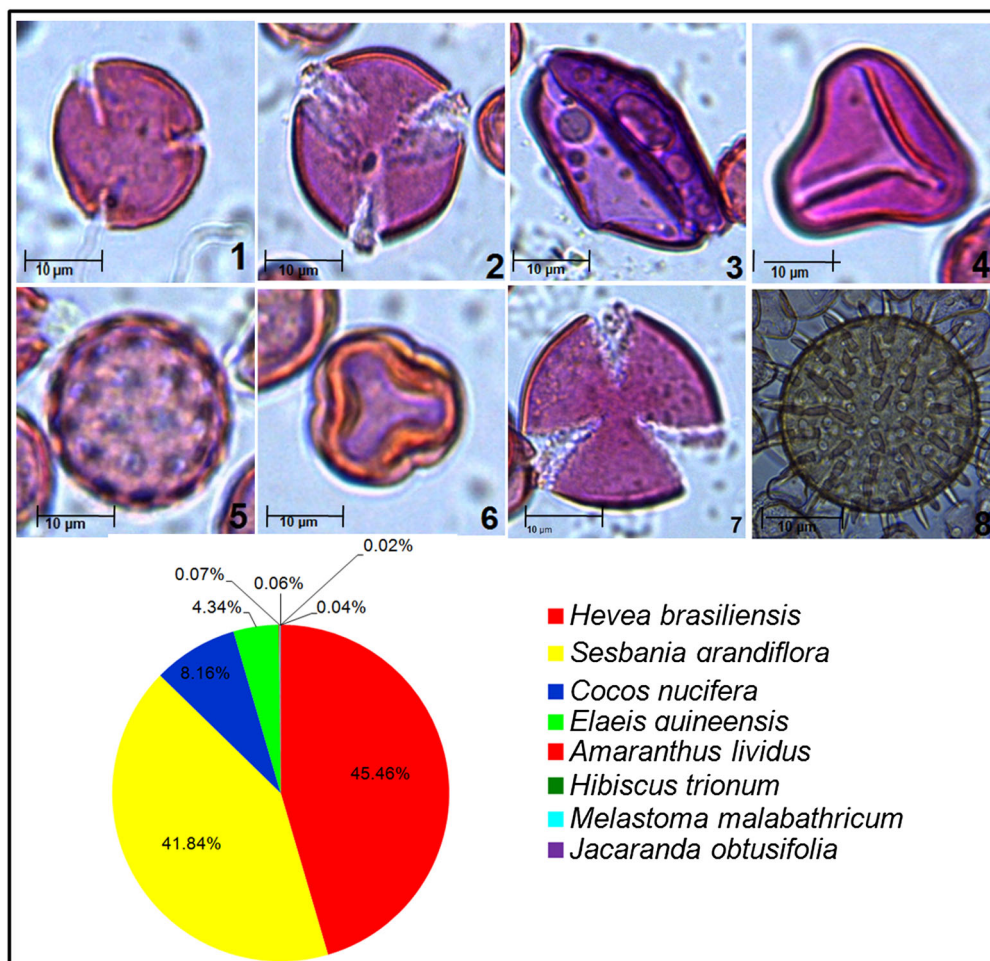 1
10 µm
2
10 µm
3
10 µm
4
10 µm
5
10 µm
6
10 µm
7
10 µm
8
10 µm
0.02%
0.07%
0.06%
4.34%
0.04%
8.16%
45.46%
41.84%
Hevea brasiliensis
Sesbania arandiflora
Cocos nucifera
Elaeis auineensis
Amaranthus lividus
Hibiscus trionum
Melastoma malabathricum
Jacaranda obtusifolia